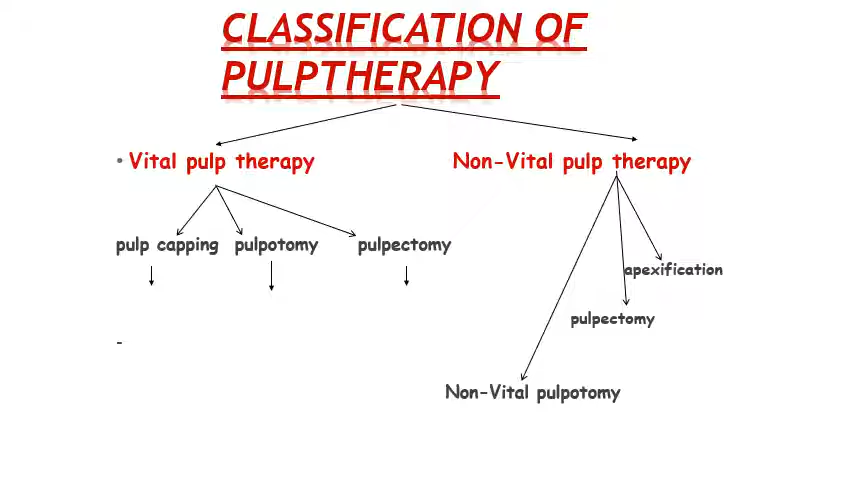 CLASSIFICATION OF
PULPTHERAPY
• Vital pulp therapy
Non-Vital pulp therapy
pulp capping pulpotomy pulpectomy
apexification
pulpectomy
-
Non-Vital pulpotomy